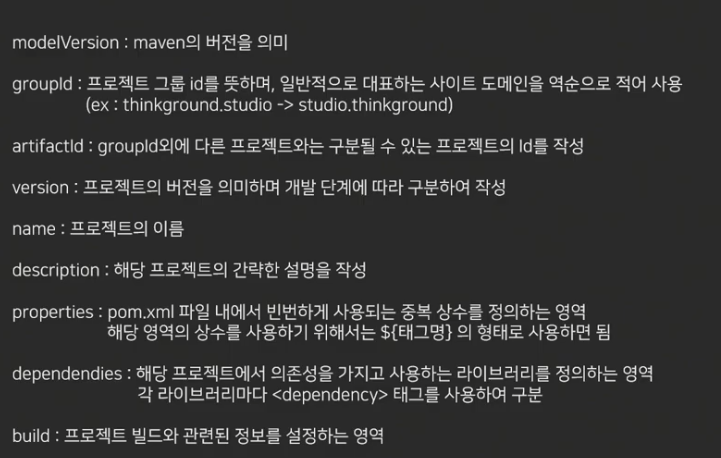 modelVersion : maven의 버전을 의미
groupId : 프로젝트 그룹 id를 뜻하며, 일반적으로 대표하는 사이트 도메인을 역순으로 적어 사용
(ex : thinkground.studio -> studio.thinkground)
artifactId : groupId외에 다른 프로젝트와는 구분될 수 있는 프로젝트의 Id를 작성
version : 프로젝트의 버전을 의미하며 개발 단계에 따라 구분하여 작성
name : 프로젝트의 이름
description : 해당 프로젝트의 간략한 설명을 작성
properties : pom.xml 파일 내에서 빈번하게 사용되는 중복 상수를 정의하는 영역
해당 영역의 상수를 사용하기 위해서는 ${태그명} 의 형태로 사용하면 됨
dependendies : 해당 프로젝트에서 의존성을 가지고 사용하는 라이브러리를 정의하는 영역
각 라이브러리마다 <dependency> 태그를 사용하여 구분
build : 프로젝트 빌드와 관련된 정보를 설정하는 영역